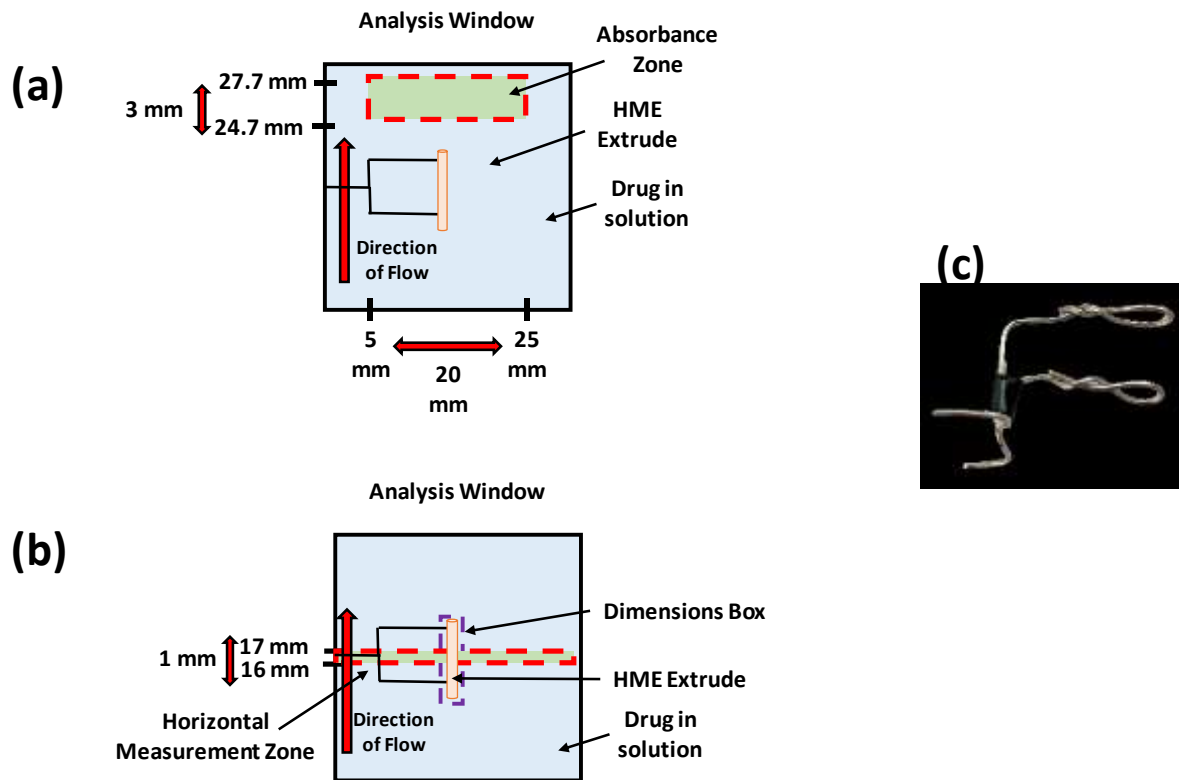 (a)
Analysis Window
Absorbance
Zone
27.7 mm
3 mm
24.7 mm
HME
Extrude
Drug in
solution
Direction
of Flow
5
mm
25
mm
20
mm
(c)
(b)
Analysis Window
Dimensions Box
17 mm
1 mm
16 mm
HME Extrude
Horizontal
Measurement Zone
Direction
of Flow
Drug in
solution